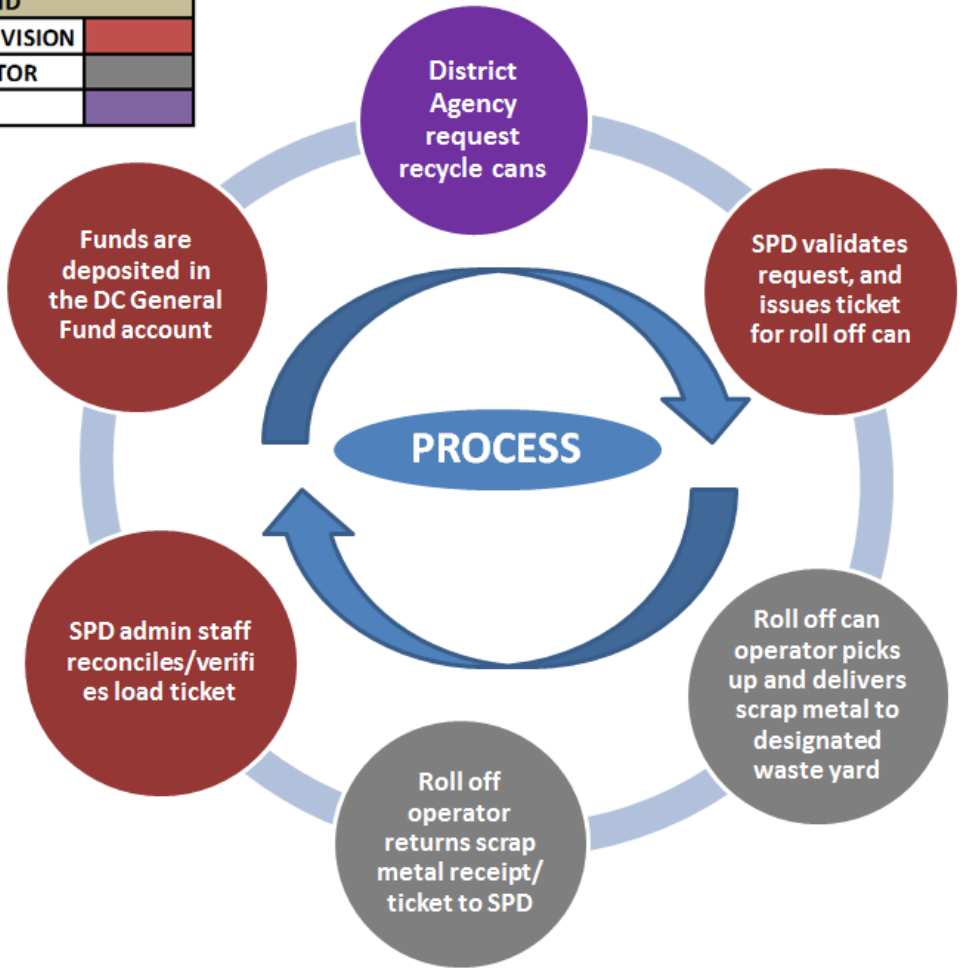 VISION
TOR
District
Agency
request
recycle cans
SPD validates
request, and
issues ticket
for roll off can
Roll off can
operator picks
up and delivers
scrap metal to
designated
waste yard
Roll off
operator
returns scrap
metal receipt/
ticket to SPD
SPD admin staff
reconciles/verifi
es load ticket
Funds are
deposited in
the DC General
Fund account
PROCESS